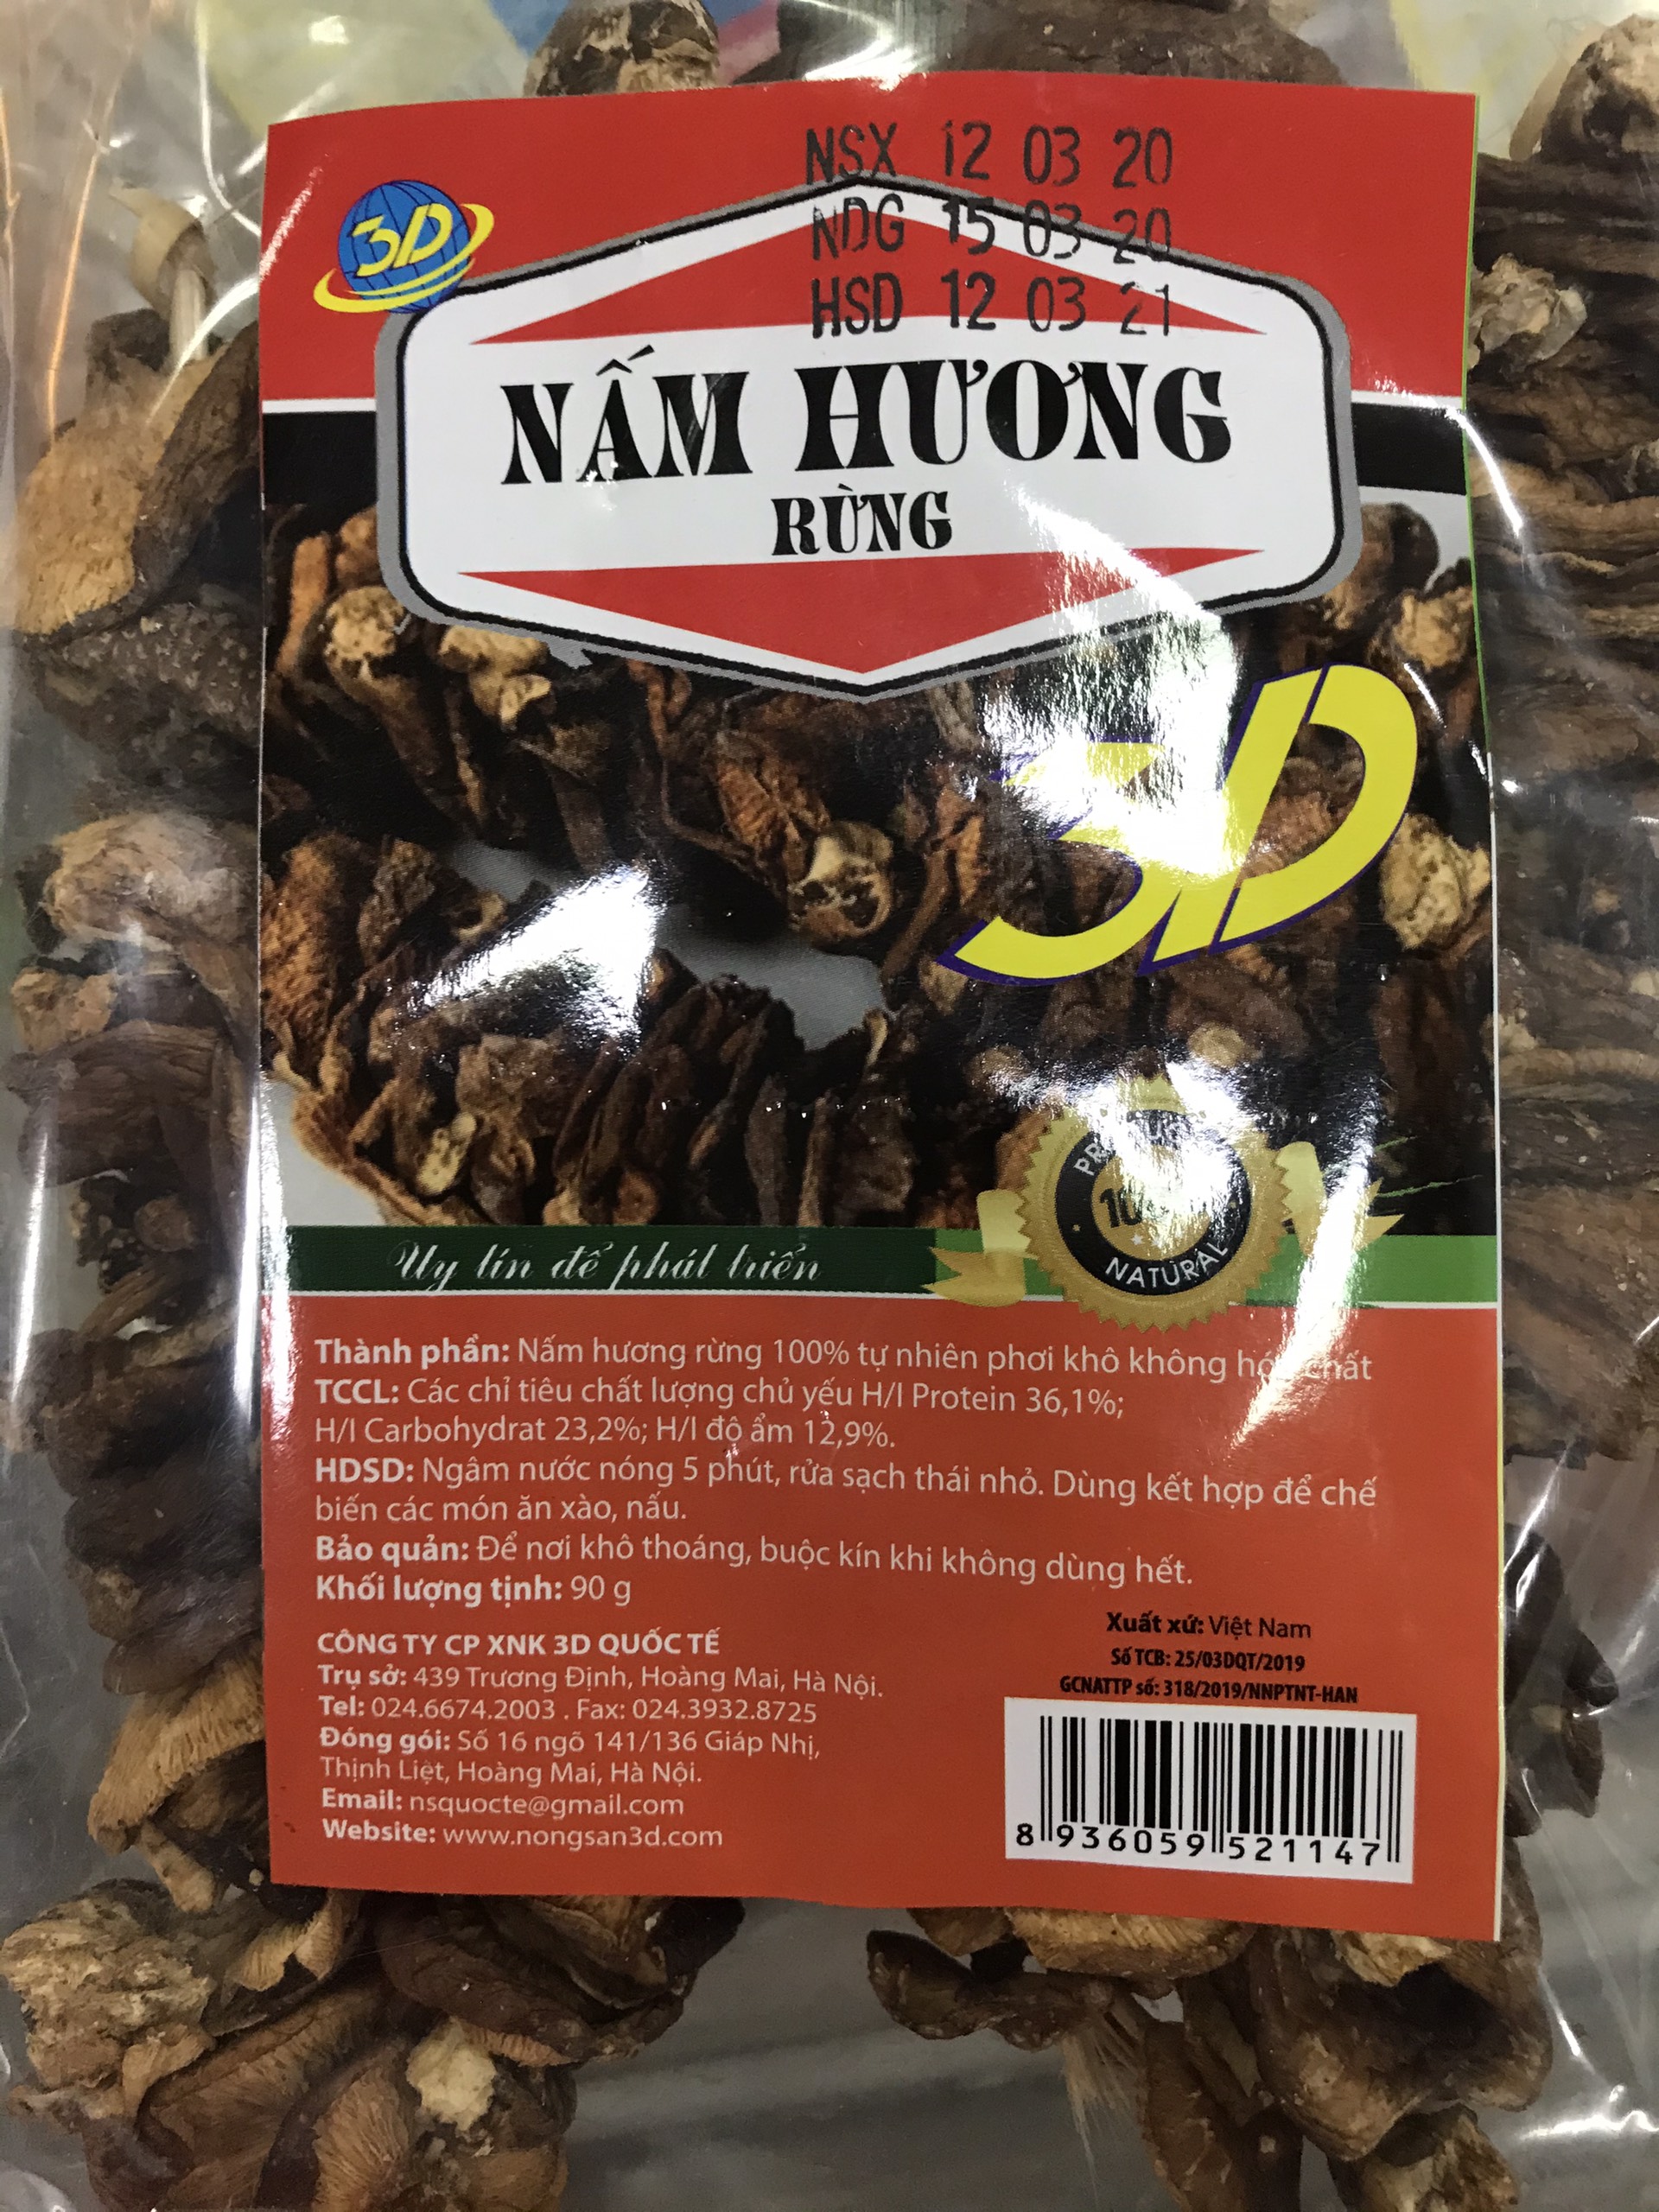 NSX 12 03 20
NDG 15 03 20
HSD 12 03 21
3D
NẤM HƯƠNG
RỪNG
3D
NATURAL
Uy tín để phát triển
Thành phần: Nấm hương rừng 100% tự nhiên phơi khô không
TCCL: Các chỉ tiêu chất lượng chủ yếu H/l Protein 36,1%;
H/l Carbohydrat 23,2%; H/l độ ẩm 12,9%.
HDSD: Ngâm nước nóng 5 phút, rửa sạch thái nhỏ. Dùng kết hợp để chế
biến các món ăn xào, nấu.
Bảo quản: Để nơi khô thoáng, buộc kín khi không dùng hết.
Khối lượng tịnh: 90 g
CÔNG TY CP XNK 3D QUỐC TẾ
Trụ sở: 439 Trương Định, Hoàng Mai, Hà Nội.
Tel: 024.6674.2003 . Fax: 024.3932.8725
Đóng gói: Số 16 ngõ 141/136 Giáp Nhị,
Thịnh Liệt, Hoàng Mai, Hà Nội.
Email: nsquocte@gmail.com
Website: www.nongsan3d.com
Xuất xứ: Việt Nam
Số TCB: 25/03DQT/2019
GCNATTP số: 318/2019/NNPTNT-HAN
8 936059 521147